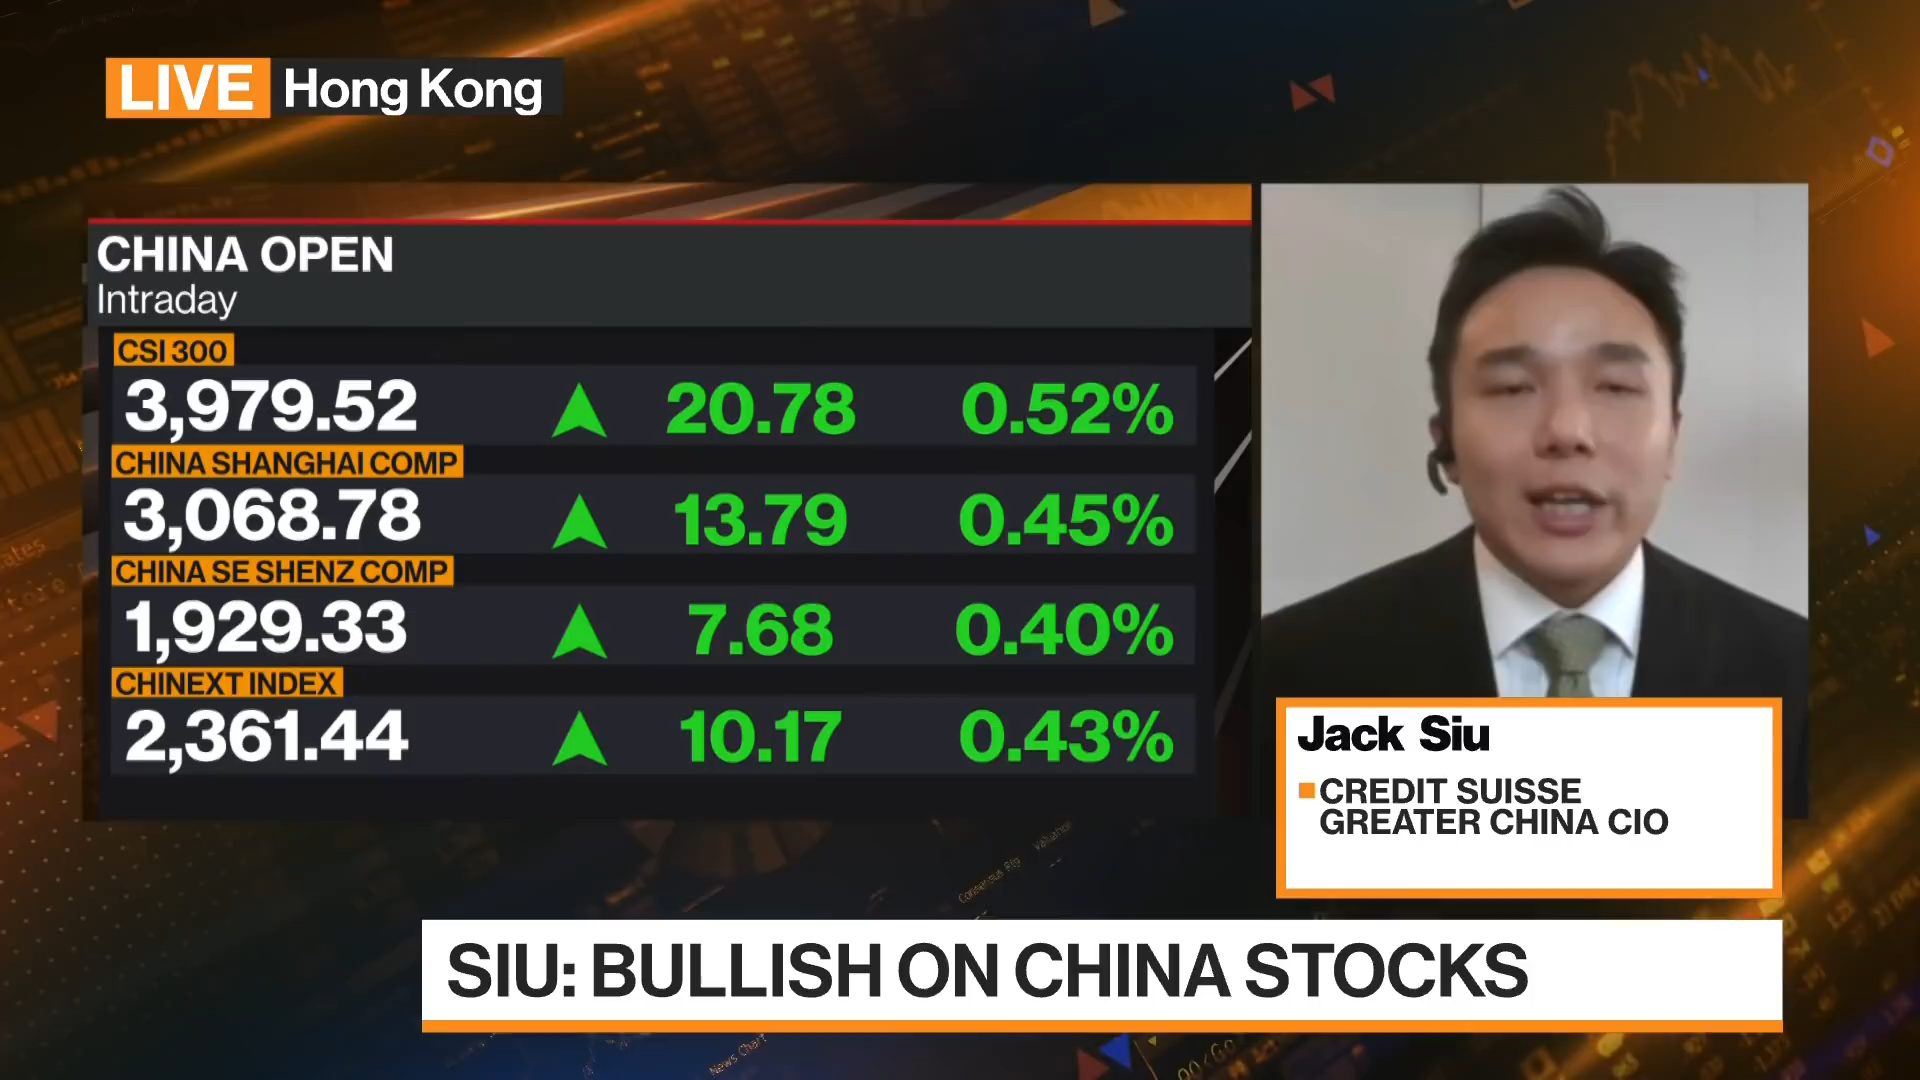 LIVE Hong Kong
CHINA OPEN
Intraday
CSI 300
3,979.52 ▲ 20.78 0.52%
CHINA SHANGHAI COMP
3,068.78 ▲ 13.79 0.45%
CHINA SE SHENZ COMP
1,929.33 ▲ 7.68 0.40%
CHINEXT INDEX
2,361.44 ▲ 10.17 0.43%
Jack Siu
CREDIT SUISSE
GREATER CHINA CIO
SIU: BULLISH ON CHINA STOCKS
News Chart